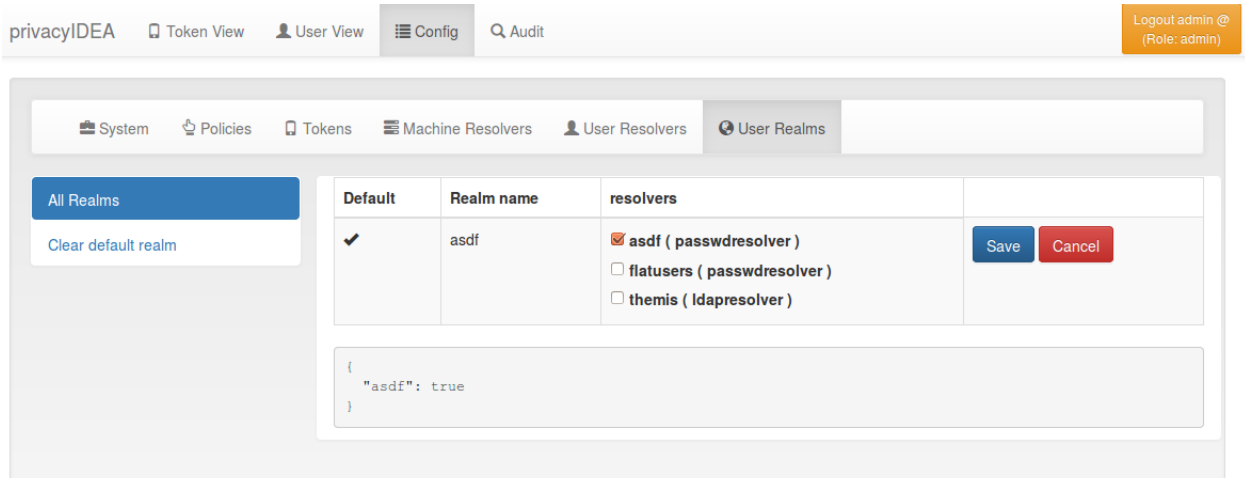 privacyIDEA Token View User View Config Audit Logout admin @
(Role: admin)
System Policies Tokens Machine Resolvers User Resolvers User Realms
All Realms
Clear default realm
Default Realm name resolvers
asdf asdf ( passwdresolver ) Save Cancel
flatusers ( passwdresolver )
themis ( ldapresolver )
{
"asdf": true
}